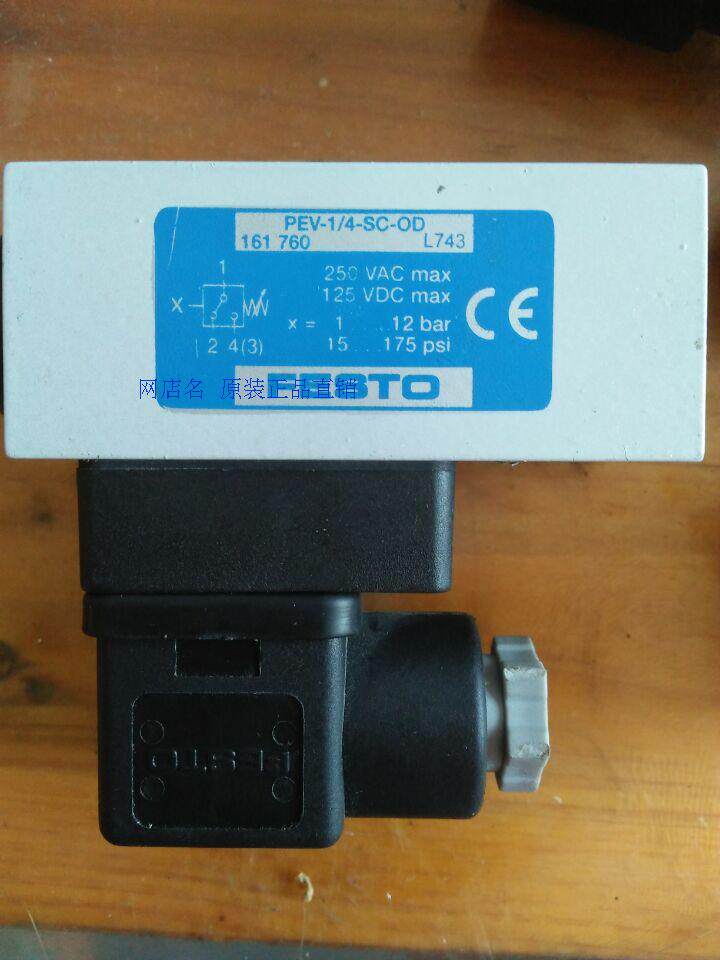 PEV-1/4-SC-OD
161 760 L743
1
X
2 4(3)
250 VAC max
125 VDC max
x = 1 ... 12 bar
15 ... 175 psi
CE
网店名 原装正品直销
FESTO
FESTO